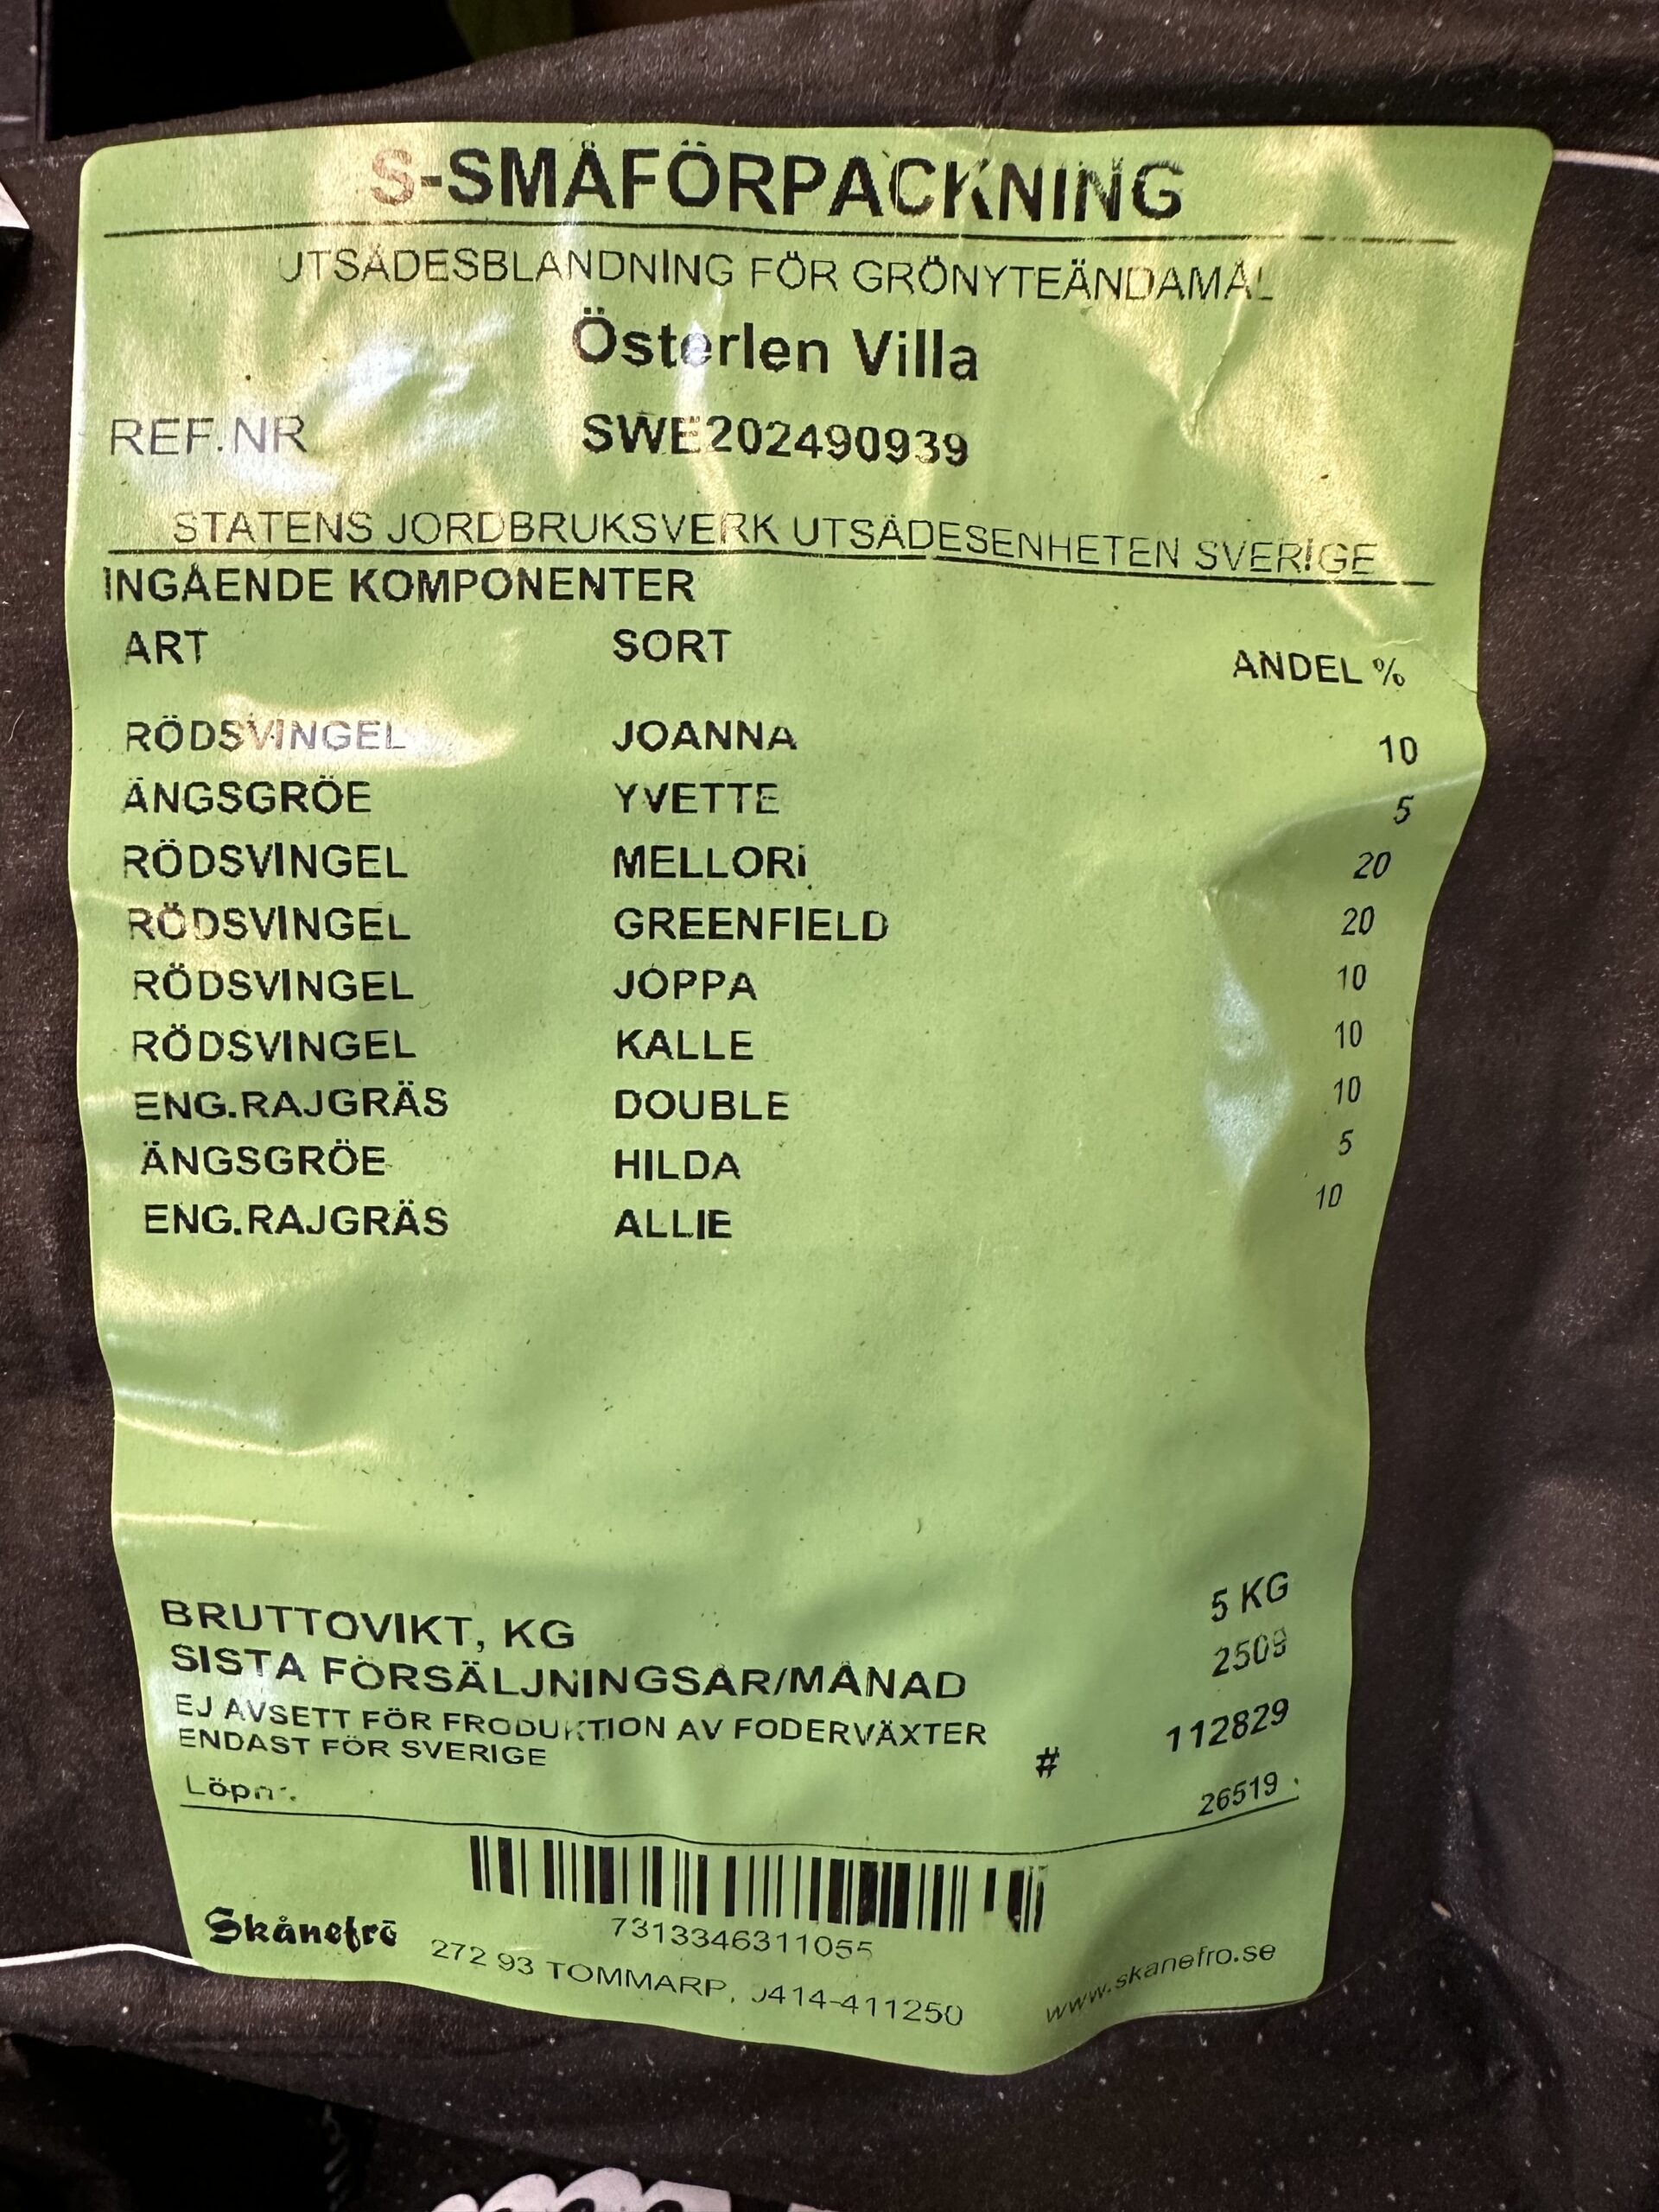 S-SMÅFÖRPACKNING
UTSÄDESBLANDNING FÖR GRÖNYTEÄNDAMÅL
Österlen Villa
REF.NR SWE202490939
STATENS JORDBRUKSVERK UTSÄDESENHETEN SVERIGE
INGÅENDE KOMPONENTER
ART SORT ANDEL %
RÖDSVINGEL JOANNA 10
ÄNGSGRÖE YVETTE 5
RÖDSVINGEL MELLORI 20
RÖDSVINGEL GREENFIELD 20
RÖDSVINGEL JOPPA 10
RÖDSVINGEL KALLE 10
ENG.RAJGRÄS DOUBLE 10
ÄNGSGRÖE HILDA 5
ENG.RAJGRÄS ALLIE 10
BRUTTOVIKT, KG 5 KG
SISTA FÖRSÄLJNINGSÅR/MÅNAD 2509
EJ AVSETT FÖR PRODUKTION AV FODERVÄXTER
ENDAST FÖR SVERIGE # 112829
Löpnr. 26519
7313346311055
Skånefrö 272 93 TOMMARP, 0414-411250 www.skanefro.se